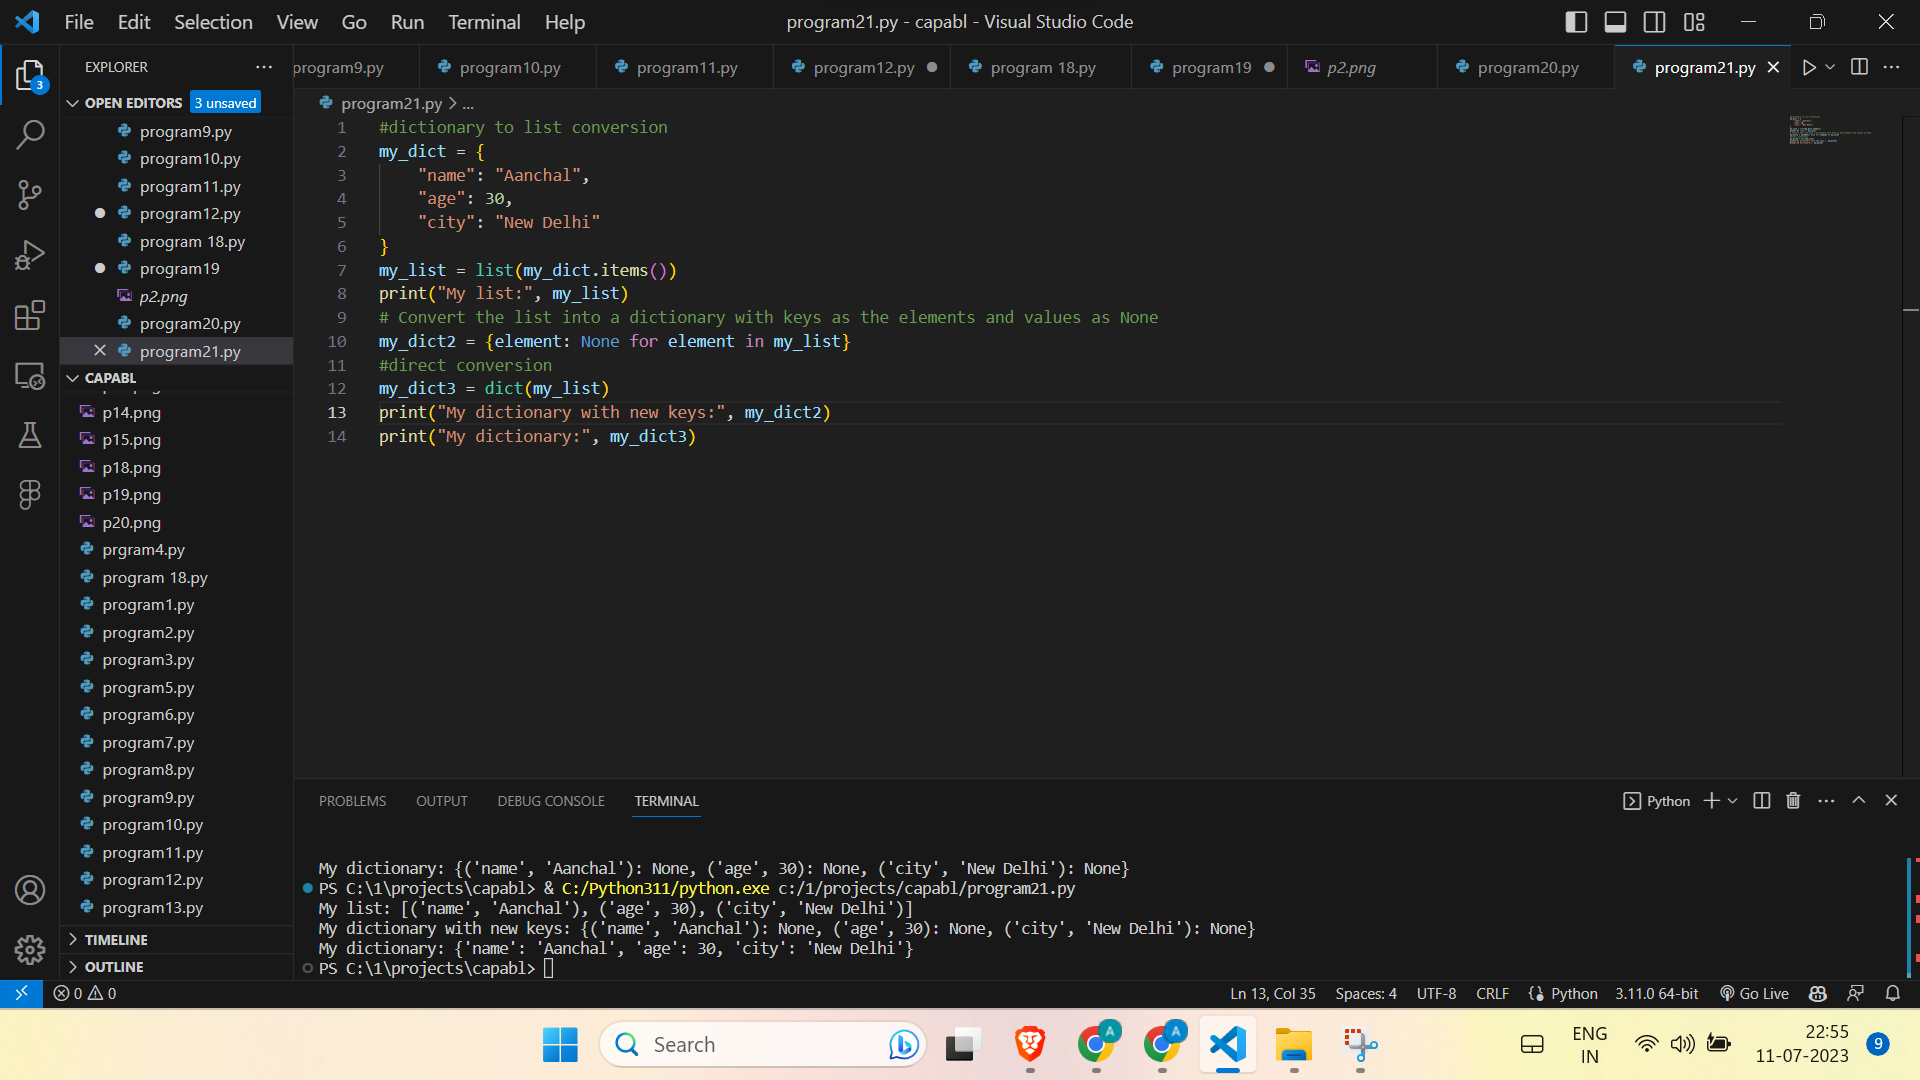 File Edit Selection View Go Run Terminal Help
program21.py - capabl - Visual Studio Code
EXPLORER
program9.py program10.py program11.py program12.py program 18.py program19 p2.png program20.py program21.py
3
OPEN EDITORS 3 unsaved
program9.py
program10.py
program11.py
program12.py
program 18.py
program19
p2.png
program20.py
program21.py
CAPABL
p14.png
p15.png
p18.png
p19.png
p20.png
prgram4.py
program 18.py
program1.py
program2.py
program3.py
program5.py
program6.py
program7.py
program8.py
program9.py
program10.py
program11.py
program12.py
program13.py
TIMELINE
OUTLINE
program21.py > ...
1 #dictionary to list conversion
2 my_dict = {
3 "name": "Aanchal",
4 "age": 30,
5 "city": "New Delhi"
6 }
7 my_list = list(my_dict.items())
8 print("My list:", my_list)
9 # Convert the list into a dictionary with keys as the elements and values as None
10 my_dict2 = {element: None for element in my_list}
11 #direct conversion
12 my_dict3 = dict(my_list)
13 print("My dictionary with new keys:", my_dict2)
14 print("My dictionary:", my_dict3)
PROBLEMS OUTPUT DEBUG CONSOLE TERMINAL
Python
My dictionary: {('name', 'Aanchal'): None, ('age', 30): None, ('city', 'New Delhi'): None}
PS C:\1\projects\capabl> & C:/Python311/python.exe c:/1/projects/capabl/program21.py
My list: [('name', 'Aanchal'), ('age', 30), ('city', 'New Delhi')]
My dictionary with new keys: {('name', 'Aanchal'): None, ('age', 30): None, ('city', 'New Delhi'): None}
My dictionary: {'name': 'Aanchal', 'age': 30, 'city': 'New Delhi'}
PS C:\1\projects\capabl>
0 0
Ln 13, Col 35 Spaces: 4 UTF-8 CRLF Python 3.11.0 64-bit Go Live
Search
A
A
ENG
IN
22:55
11-07-2023
9